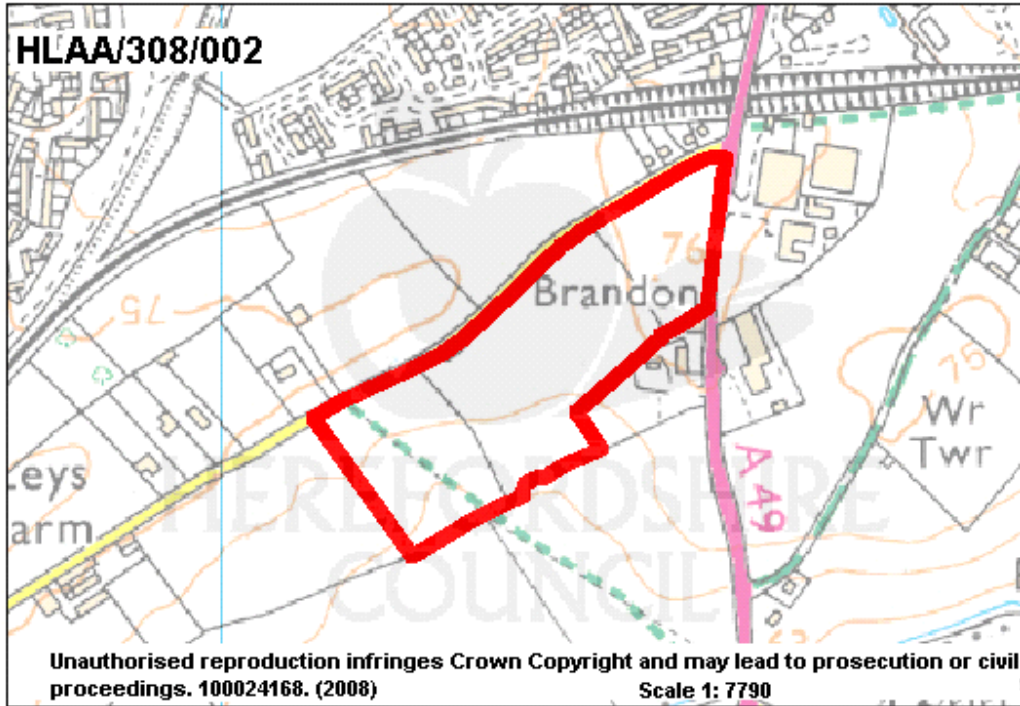 HLAA/308/002
76
Brandon
75
75
Wr
Twr
eys
arm
A 49
HEREFORDSHIRE
COUNCIL
Unauthorised reproduction infringes Crown Copyright and may lead to prosecution or civil
proceedings. 100024168. (2008) Scale 1: 7790